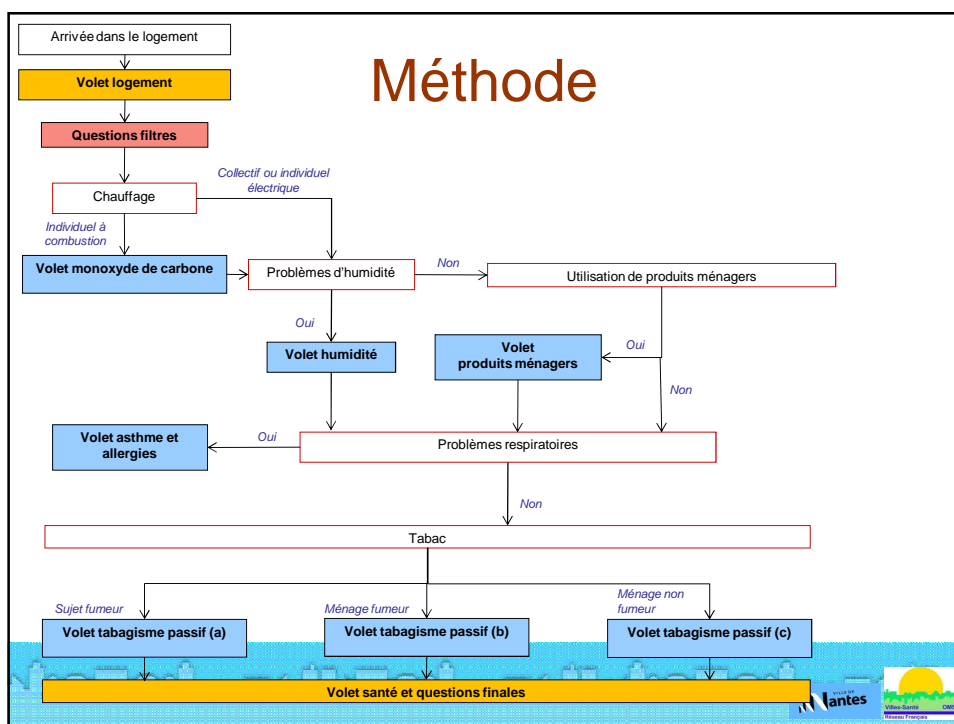 Méthode
Arrivée dans le logement
Volet logement
Questions filtres
Chauffage
Collectif ou individuel
électrique
Individuel à
combustion
Volet monoxyde de carbone
Problèmes d'humidité
Non
Utilisation de produits ménagers
Oui
Volet humidité
Volet
produits ménagers
Oui
Non
Volet asthme et
allergies
Oui
Problèmes respiratoires
Non
Tabac
Sujet fumeur
Ménage fumeur
Ménage non
fumeur
Volet tabagisme passif (a)
Volet tabagisme passif (b)
Volet tabagisme passif (c)
Volet santé et questions finales
VILLE DE
Nantes
Villes-Santé OMS
Réseau Français